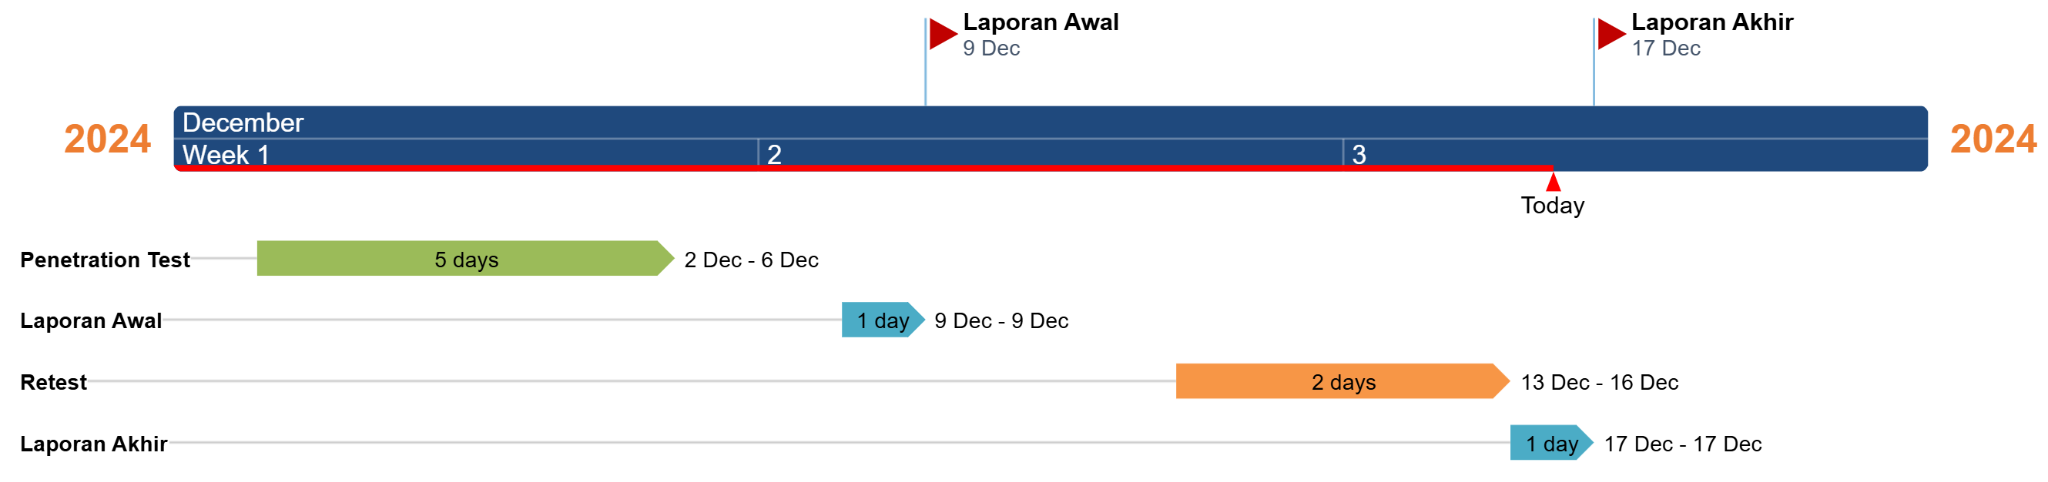 Laporan Awal
9 Dec
Laporan Akhir
17 Dec
2024
December
2024
Week 1
2
3
Today
Penetration Test
5 days
2 Dec - 6 Dec
Laporan Awal
1 day
9 Dec - 9 Dec
Retest
2 days
13 Dec - 16 Dec
Laporan Akhir
1 day
17 Dec - 17 Dec